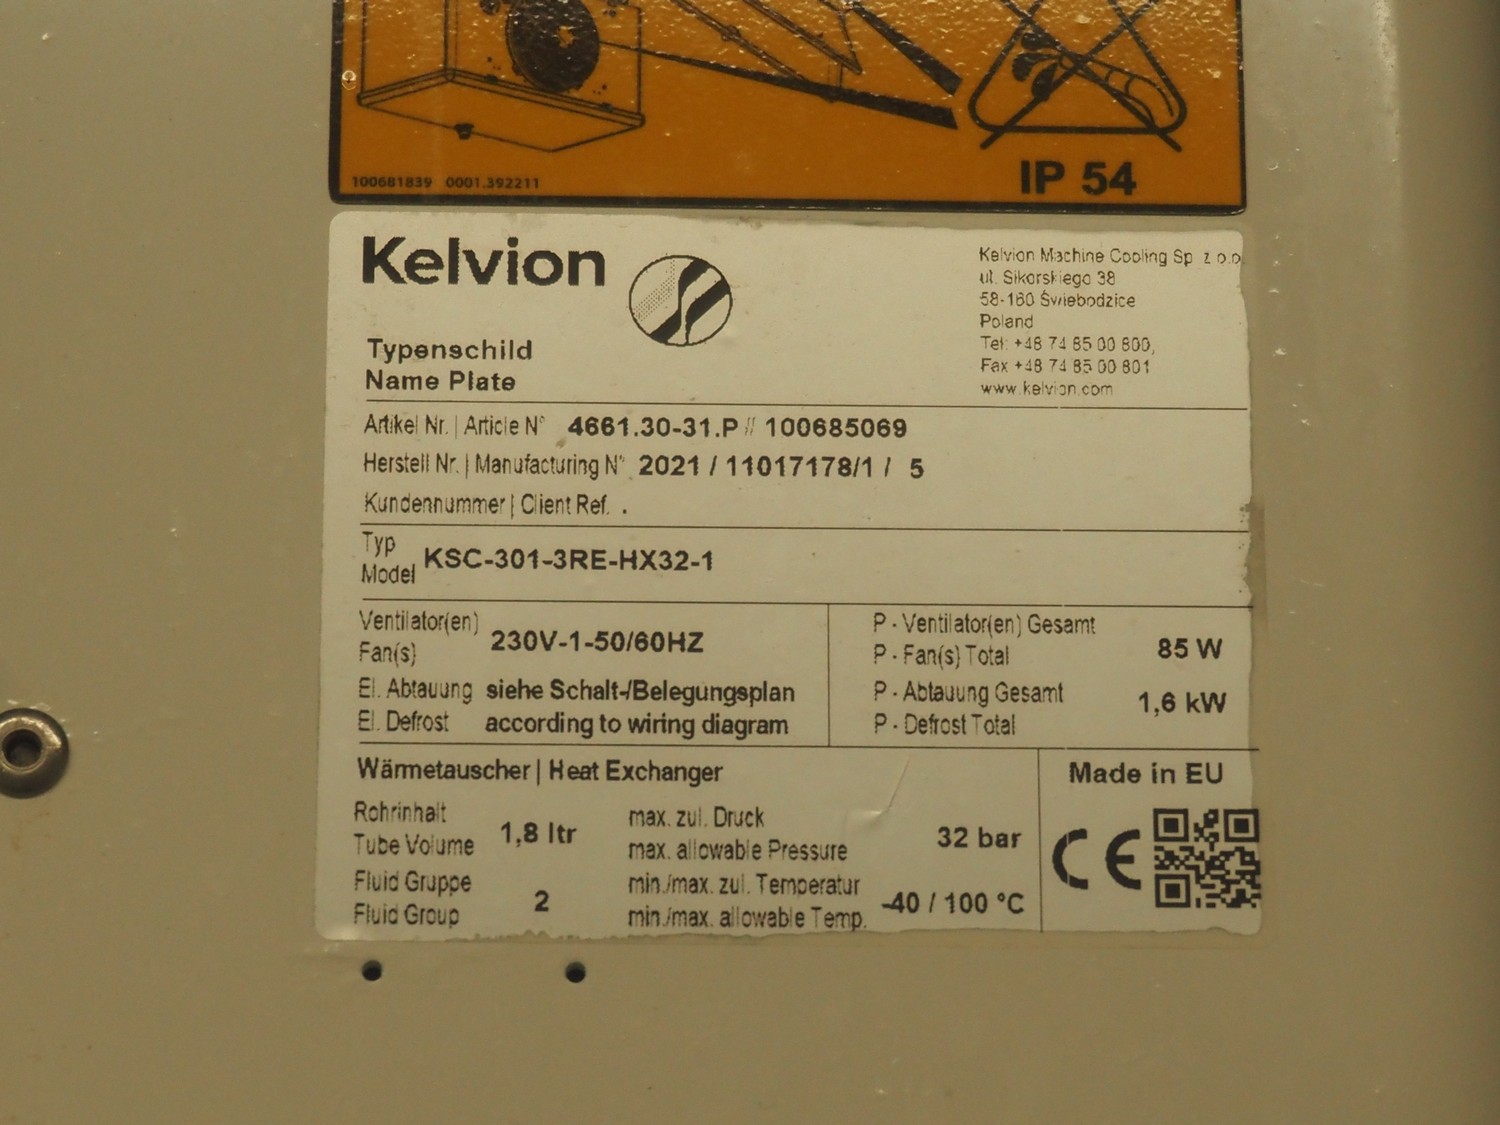 100681839 0001.392211
IP 54
Kelvion
Typenschild
Name Plate
Kelvion Machine Cooling Sp. z o.o.
ul. Sikorskiego 38
58-160 Świebodzice
Poland
Tel: +48 74 85 00 800,
Fax +48 74 85 00 801
www.kelvion.com
Artikel Nr. | Article N° 4661.30-31.P // 100685069
Herstell Nr. | Manufacturing N° 2021 / 11017178/1 / 5
Kundennummer | Client Ref. .
Typ
Model KSC-301-3RE-HX32-1
Ventilator(en)
Fan(s) 230V-1-50/60HZ
P - Ventilator(en) Gesamt
P - Fan(s) Total 85 W
El. Abtauung siehe Schalt-/Belegungsplan
El. Defrost according to wiring diagram
P - Abtauung Gesamt
P - Defrost Total 1,6 kW
Wärmetauscher | Heat Exchanger
Rohrinhalt
Tube Volume 1,8 ltr
max. zul. Druck
max. allowable Pressure 32 bar
Fluid Gruppe
Fluid Group 2
min./max. zul. Temperatur
min./max. allowable Temp. -40 / 100 °C
Made in EU
CE